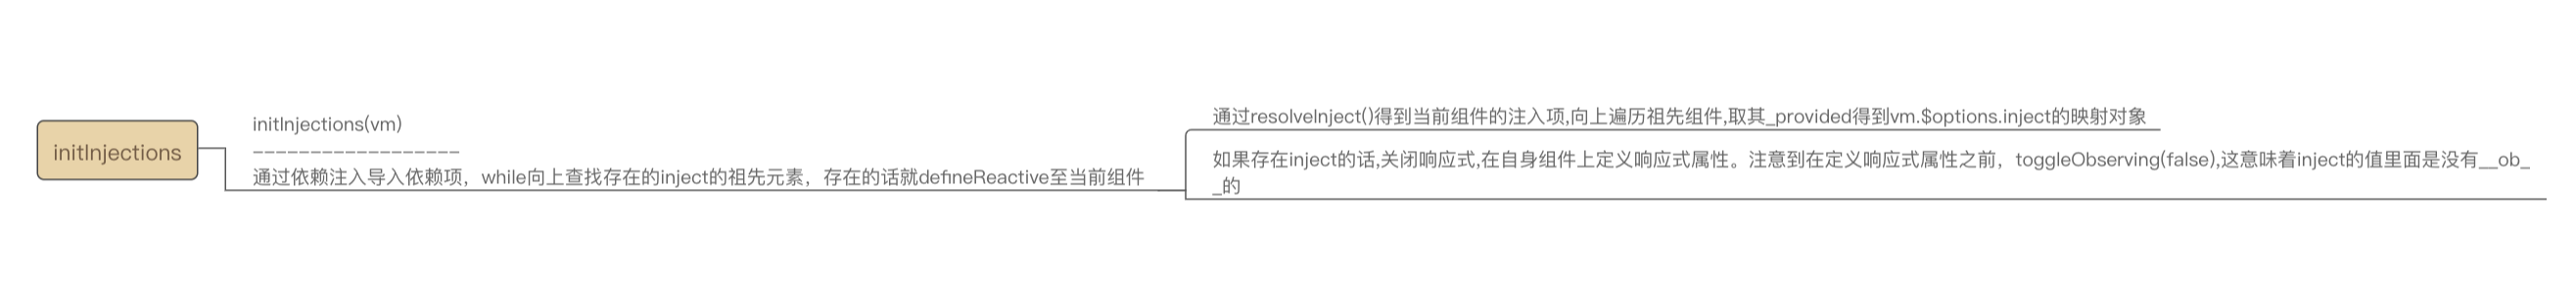 initInjections
initInjections(vm)
——————————————————
通过依赖注入导入依赖项，while向上查找存在的inject的祖先元素，存在的话就defineReactive至当前组件
通过resolveInject()得到当前组件的注入项,向上遍历祖先组件,取其_provided得到vm.$options.inject的映射对象
如果存在inject的话,关闭响应式,在自身组件上定义响应式属性。注意到在定义响应式属性之前，toggleObserving(false),这意味着inject的值里面是没有__ob_
_的